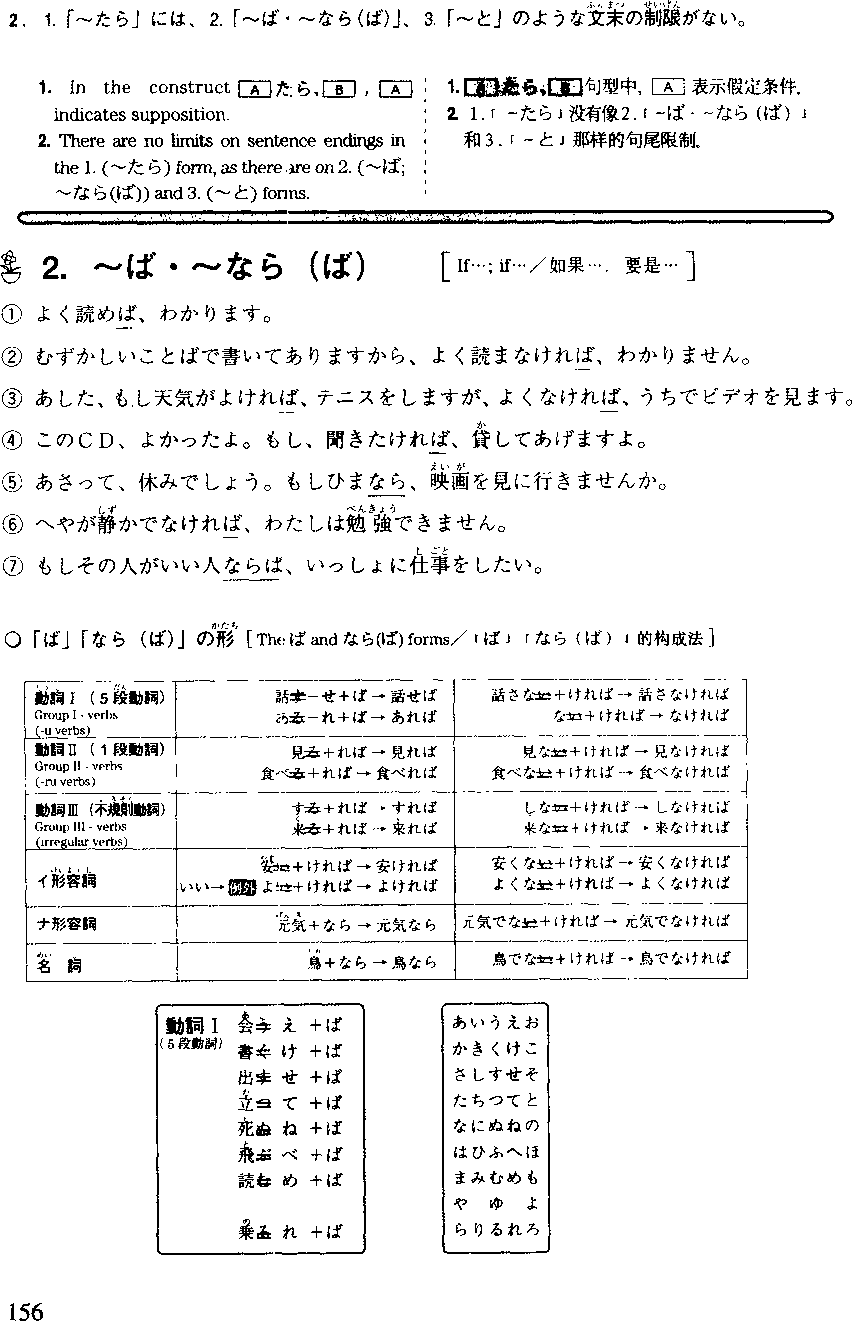 2. 1.「～たら」には、2.「～ば・～なら(ば)」、3.「～と」のような文末の制限がない。
1. In the construct [A]たら、[B], [A]
indicates supposition.
2. There are no limits on sentence endings in
the 1. (～たら) form, as there are on 2. (～ば;
～なら(ば)) and 3. (～と) forms.
1. たら、[B]句型中, [A]表示假定条件.
2. 1.「～たら」没有像2.「～ば・～なら(ば)」
和3.「～と」那样的句尾限制.
2. ～ば・～なら（ば） [If…; if…／如果…. 要是…]
① よく読めば、わかります。
② むずかしいことばで書いてありますから、よく読まなければ、わかりません。
③ あした、もし天気がよければ、テニスをしますが、よくなければ、うちでビデオを見ます。
④ このＣＤ、よかったよ。もし、聞きたければ、貸してあげますよ。
⑤ あさって、休みでしょう。もしひまなら、映画を見に行きませんか。
⑥ へやが静かでなければ、わたしは勉強できません。
⑦ もしその人がいい人ならば、いっしょに仕事をしたい。
○「ば」「なら（ば）」の形 [The ば and なら(ば) forms／「ば」「なら（ば）」的构成法]
動詞Ⅰ（5段動詞） 話す－せ＋ば→話せば 話さない＋ければ→話さなければ
Group I - verbs ある－れ＋ば→あれば ない＋ければ→なければ
(-u verbs)
動詞Ⅱ（1段動詞） 見る＋れば→見れば 見ない＋ければ→見なければ
Group II - verbs 食べる＋れば→食べれば 食べない＋ければ→食べなければ
(-ru verbs)
動詞Ⅲ（不規則動詞） する＋れば→すれば しない＋ければ→しなければ
Group III - verbs 来る＋れば→来れば 来ない＋ければ→来なければ
(irregular verbs)
イ形容詞 安い＋ければ→安ければ 安くない＋ければ→安くなければ
いい→例外 よい＋ければ→よければ よくない＋ければ→よくなければ
ナ形容詞 元気＋なら→元気なら 元気でない＋ければ→元気でなければ
名詞 鳥＋なら→鳥なら 鳥でない＋ければ→鳥でなければ
動詞Ⅰ 会う え ＋ば
(5段動詞) 書く け ＋ば
出す せ ＋ば
立つ て ＋ば
死ぬ ね ＋ば
飛ぶ べ ＋ば
読む め ＋ば
乗る れ ＋ば
あいうえお
かきくけこ
さしすせそ
たちつてと
なにぬねの
はひふへほ
まみむめも
や ゆ よ
らりるれろ
156